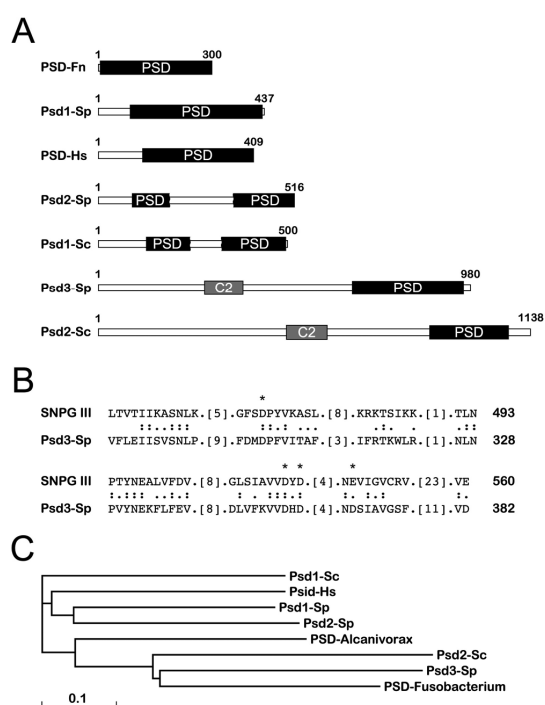 A
1 300
PSD-Fn PSD
1 437
Psd1-Sp PSD
1 409
PSD-Hs PSD
1 516
Psd2-Sp PSD PSD
1 500
Psd1-Sc PSD PSD
1 980
Psd3-Sp C2 PSD
1 1138
Psd2-Sc C2 PSD
B
*
SNPG III LTVTIIKASNLK.[5].GFSDPYVKASL.[8].KRKTSIKK.[1].TLN 493
Psd3-Sp VFLEIISVSNLP.[9].FDMDPFVITAF.[3].IFRTKWLR.[1].NLN 328
* * *
SNPG III PTYNEALVFDV.[8].GLSIAVVDYD.[4].NEVIGVCRV.[23].VE 560
Psd3-Sp PVYNEKFLFEV.[8].DLVFKVVDHD.[4].NDSIAVGSF.[11].VD 382
C
Psd1-Sc
Psid-Hs
Psd1-Sp
Psd2-Sp
PSD-Alcanivorax
Psd2-Sc
Psd3-Sp
PSD-Fusobacterium
0.1